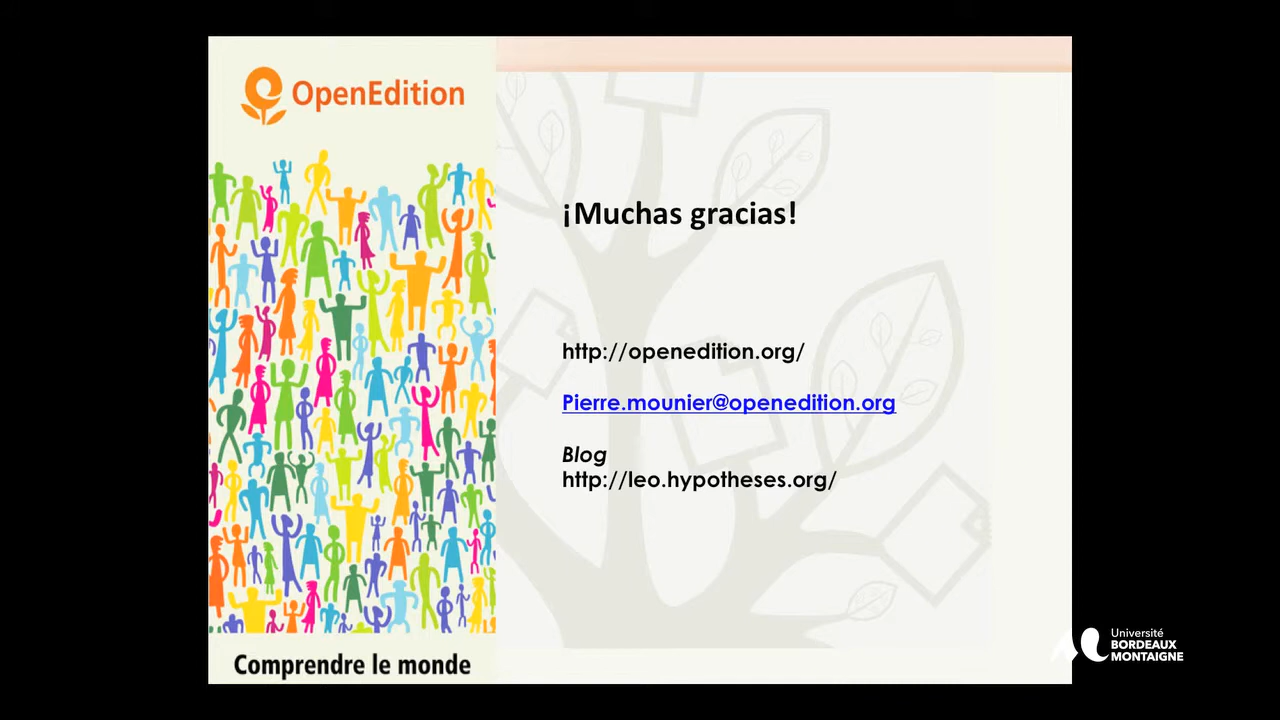 OpenEdition
¡Muchas gracias!
http://openedition.org/
Pierre.mounier@openedition.org
Blog
http://leo.hypotheses.org/
Comprendre le monde
Université
BORDEAUX
MONTAIGNE